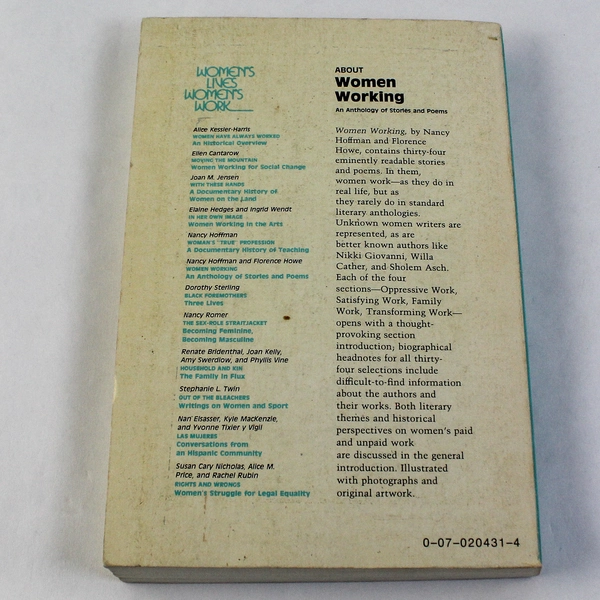 WOMEN'S
LIVES
WOMEN'S
WORK
Alice Kessler-Harris
WOMEN HAVE ALWAYS WORKED
An Historical Overview
Ellen Cantarow
MOVING THE MOUNTAIN
Women Working for Social Change
Joan M. Jensen
WITH THESE HANDS
A Documentary History of
Women on the Land
Elaine Hedges and Ingrid Wendt
IN HER OWN IMAGE
Women Working in the Arts
Nancy Hoffman
WOMAN'S "TRUE" PROFESSION
A Documentary History of Teaching
Nancy Hoffman and Florence Howe
WOMEN WORKING
An Anthology of Stories and Poems
Dorothy Sterling
BLACK FOREMOTHERS
Three Lives
Nancy Romer
THE SEX-ROLE STRAITJACKET
Becoming Feminine,
Becoming Masculine
Renate Bridenthal, Joan Kelly,
Amy Swerdlow, and Phyllis Vine
HOUSEHOLD AND KIN
The Family in Flux
Stephanie L. Twin
OUT OF THE BLEACHERS
Writings on Women and Sport
Nan Elsasser, Kyle MacKenzie,
and Yvonne Tixier y Vigil
LAS MUJERES
Conversations from
an Hispanic Community
Susan Cary Nicholas, Alice M.
Price, and Rachel Rubin
RIGHTS AND WRONGS
Women's Struggle for Legal Equality
ABOUT
Women
Working
An Anthology of Stories and Poems
Women Working, by Nancy
Hoffman and Florence
Howe, contains thirty-four
eminently readable stories
and poems. In them,
women work—as they do in
real life, but as
they rarely do in standard
literary anthologies.
Unknown women writers are
represented, as are
better known authors like
Nikki Giovanni, Willa
Cather, and Sholem Asch.
Each of the four
sections—Oppressive Work,
Satisfying Work, Family
Work, Transforming Work—
opens with a thought-
provoking section
introduction; biographical
headnotes for all thirty-
four selections include
difficult-to-find information
about the authors and
their works. Both literary
themes and historical
perspectives on women's paid
and unpaid work
are discussed in the general
introduction. Illustrated
with photographs and
original artwork.
0-07-020431-4